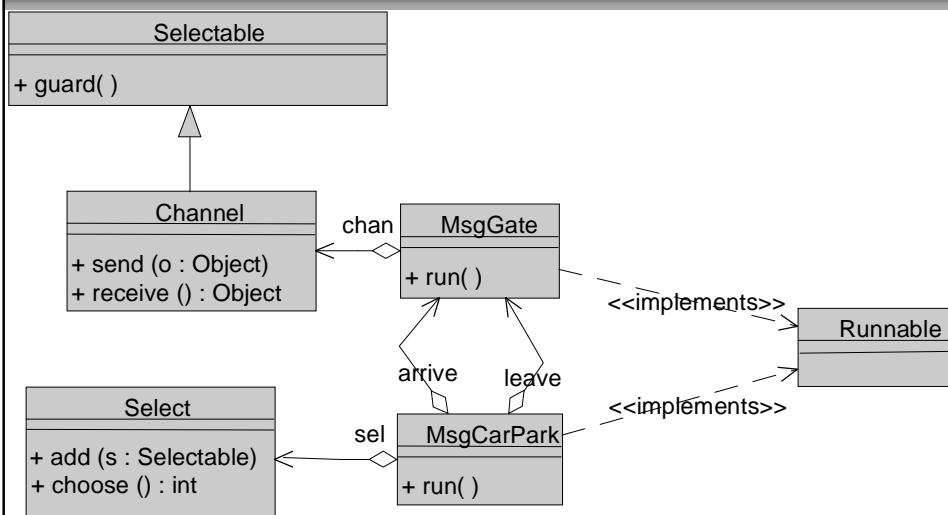 Selectable
+ guard( )
Channel
+ send (o : Object)
+ receive () : Object
chan
MsgGate
+ run( )
<<implements>>
Runnable
arrive
leave
<<implements>>
Select
+ add (s : Selectable)
+ choose () : int
sel
MsgCarPark
+ run( )